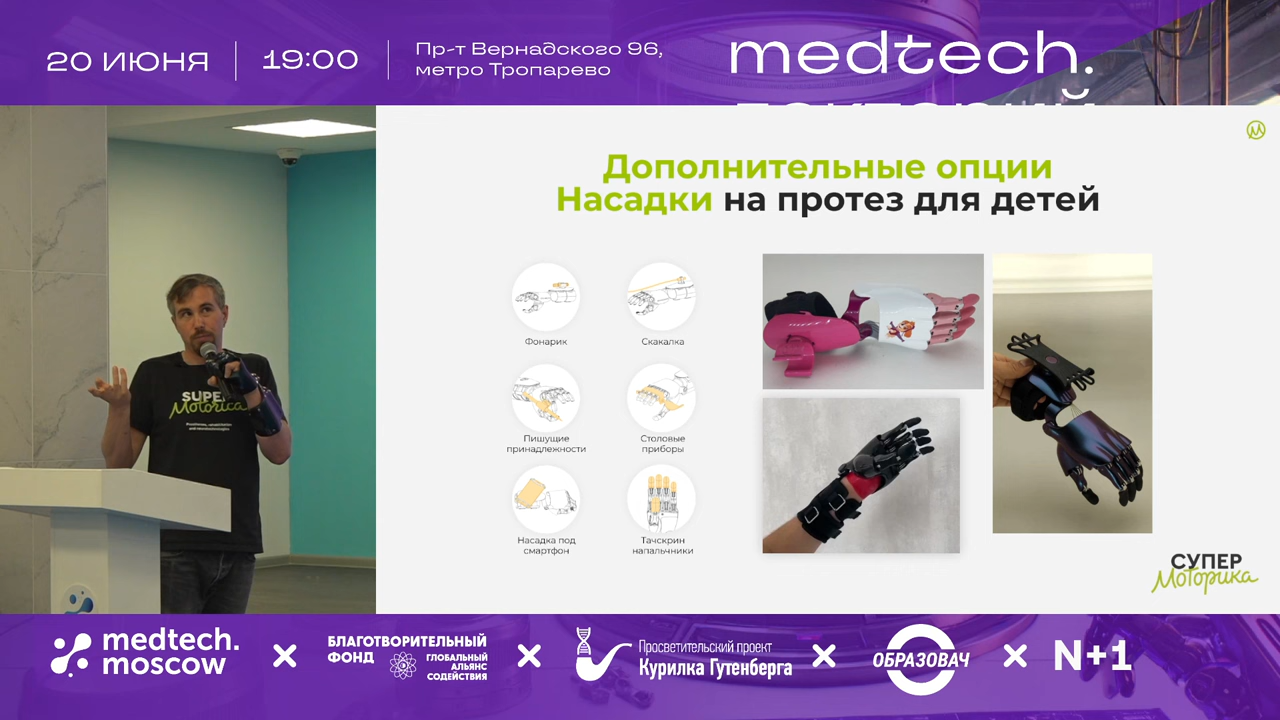 20 ИЮНЯ
19:00
Пр-т Вернадского 96,
метро Тропарево
medtech.
Дополнительные опции
Насадки на протез для детей
Фонарик
Скакалка
Пишущие
принадлежности
Столовые
приборы
Насадка под
смартфон
Тачскрин
напальчники
SUPER
Motorica
СУПЕР
Моторика
medtech.
moscow
БЛАГОТВОРИТЕЛЬНЫЙ
ФОНД
ГЛОБАЛЬНЫЙ
АЛЬЯНС
СОДЕЙСТВИЯ
Просветительский проект
Курилка Гутенберга
ОБРАЗОВАЧ
N+1